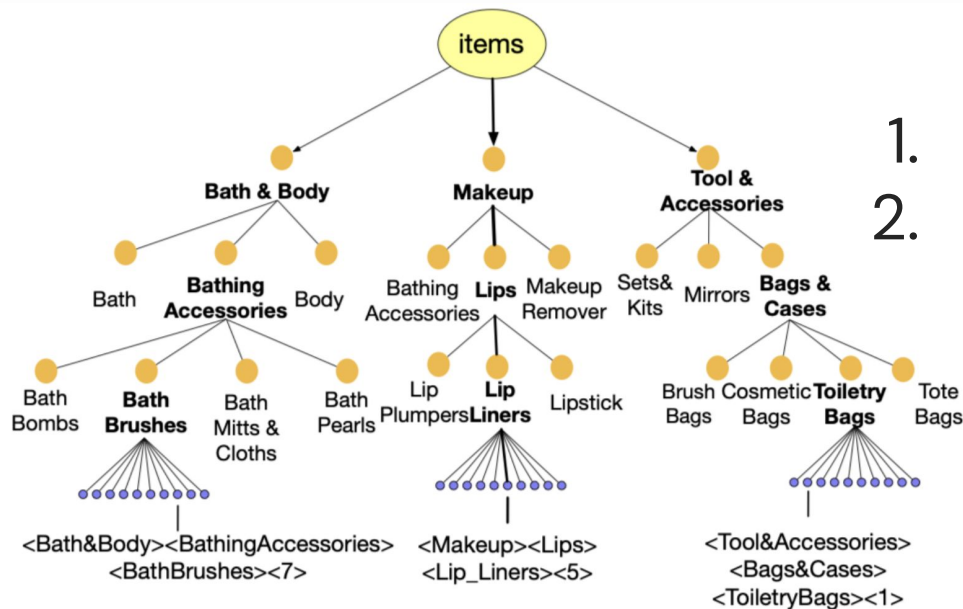 items
1.
2.
Bath & Body
Makeup
Tool &
Accessories
Bath
Bathing
Accessories
Body
Bathing
Accessories
Lips
Makeup
Remover
Sets&
Kits
Mirrors
Bags &
Cases
Bath
Bombs
Bath
Brushes
Bath
Mitts &
Cloths
Bath
Pearls
Lip
Plumpers
Lip
Liners
Lipstick
Brush
Bags
Cosmetic
Bags
Toiletry
Bags
Tote
Bags
<Bath&Body><BathingAccessories>
<BathBrushes><7>
<Makeup><Lips>
<Lip_Liners><5>
<Tool&Accessories>
<Bags&Cases>
<ToiletryBags><1>